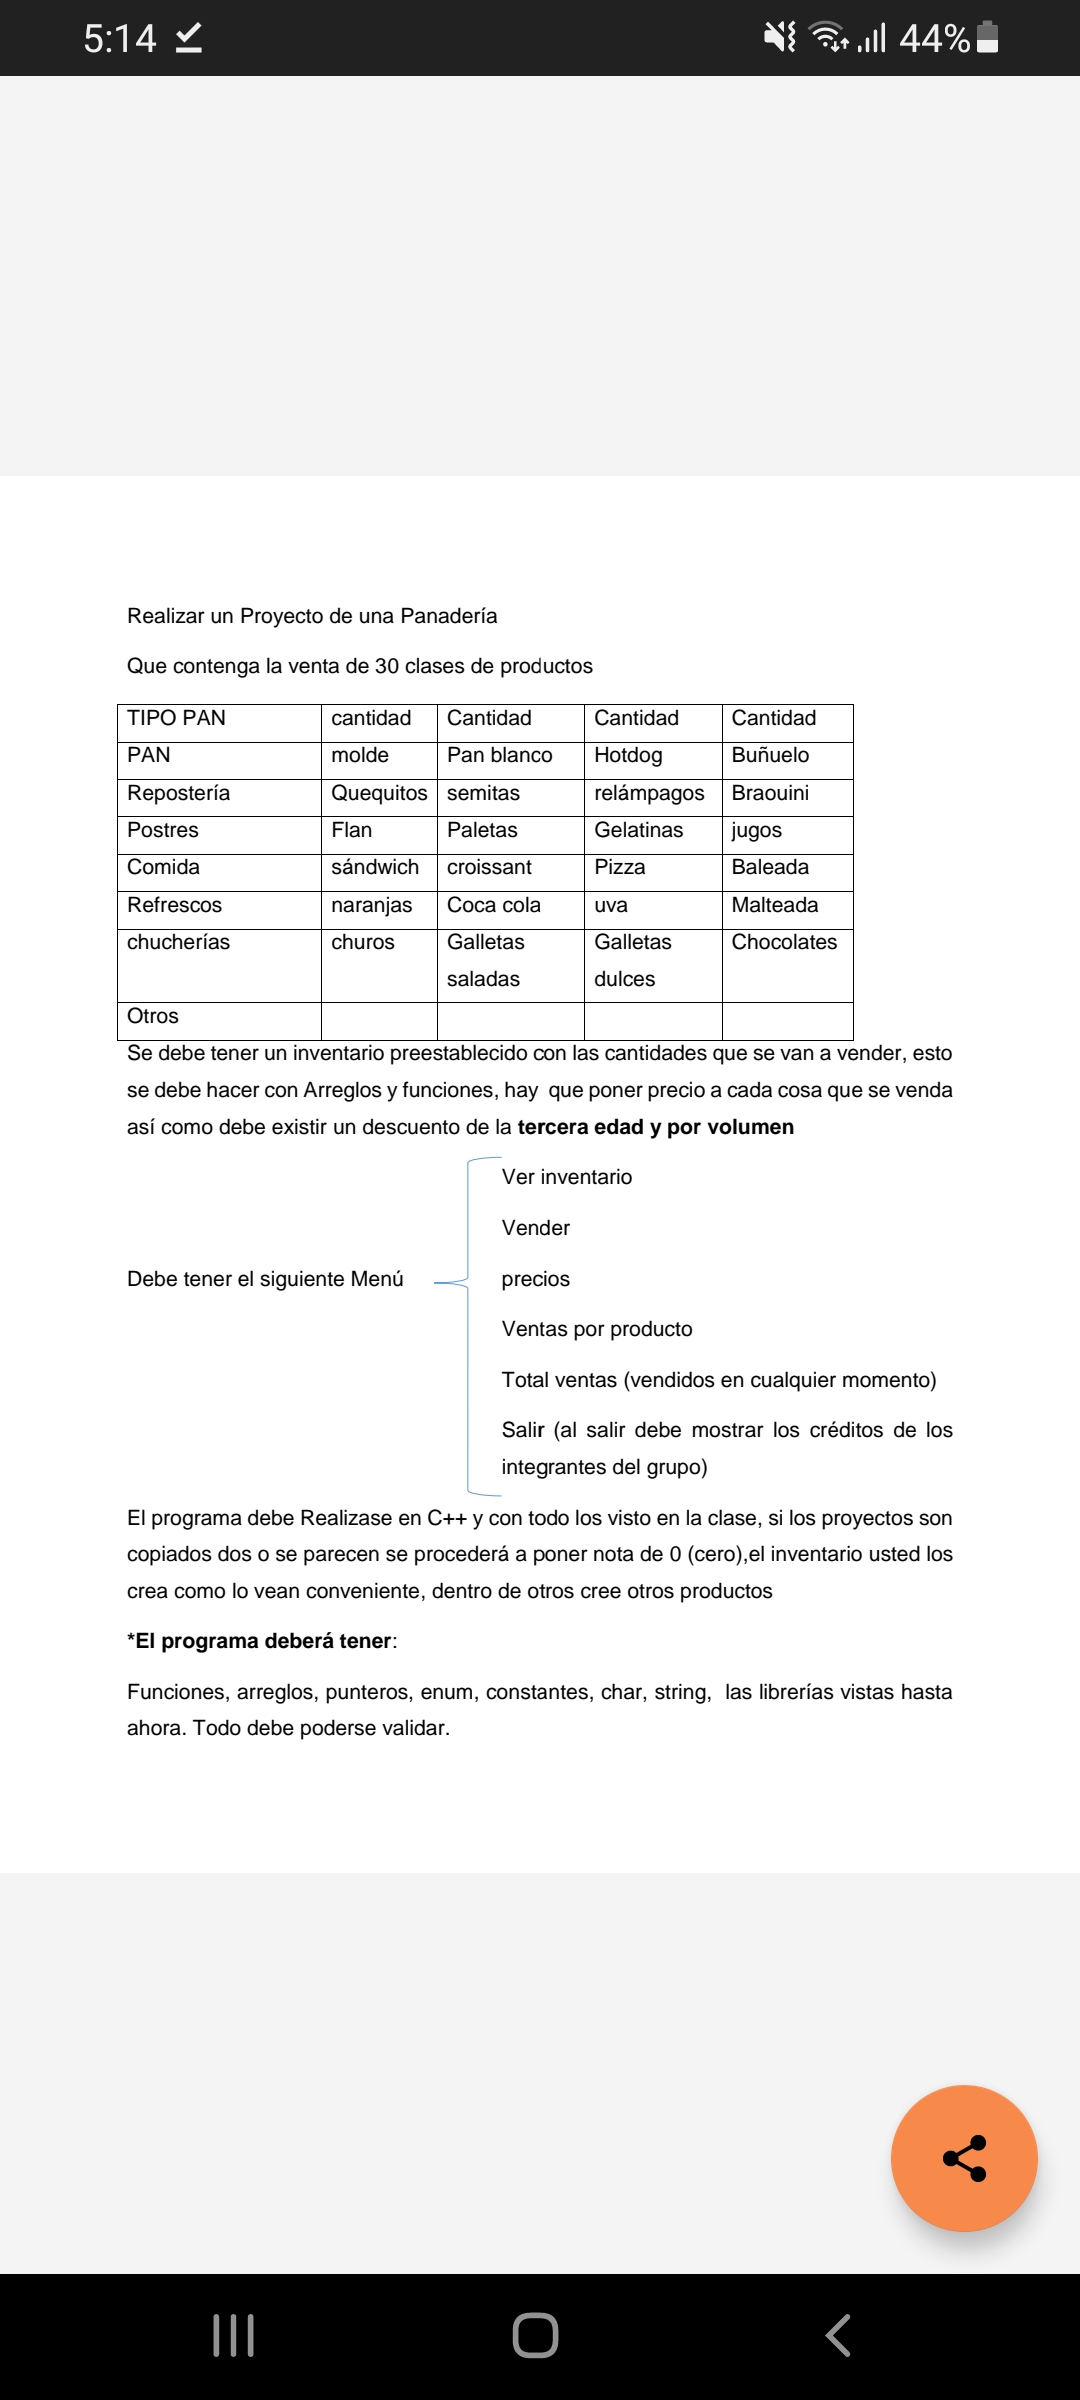 5:14 44%
Realizar un Proyecto de una Panadería
Que contenga la venta de 30 clases de productos
TIPO PAN cantidad Cantidad Cantidad Cantidad
PAN molde Pan blanco Hotdog Buñuelo
Repostería Quequitos semitas relámpagos Braouini
Postres Flan Paletas Gelatinas jugos
Comida sándwich croissant Pizza Baleada
Refrescos naranjas Coca cola uva Malteada
chucherías churos Galletas Galletas Chocolates
saladas dulces
Otros
Se debe tener un inventario preestablecido con las cantidades que se van a vender, esto
se debe hacer con Arreglos y funciones, hay que poner precio a cada cosa que se venda
así como debe existir un descuento de la tercera edad y por volumen
Ver inventario
Vender
Debe tener el siguiente Menú precios
Ventas por producto
Total ventas (vendidos en cualquier momento)
Salir (al salir debe mostrar los créditos de los
integrantes del grupo)
El programa debe Realizase en C++ y con todo los visto en la clase, si los proyectos son
copiados dos o se parecen se procederá a poner nota de 0 (cero),el inventario usted los
crea como lo vean conveniente, dentro de otros cree otros productos
*El programa deberá tener:
Funciones, arreglos, punteros, enum, constantes, char, string, las librerías vistas hasta
ahora. Todo debe poderse validar.